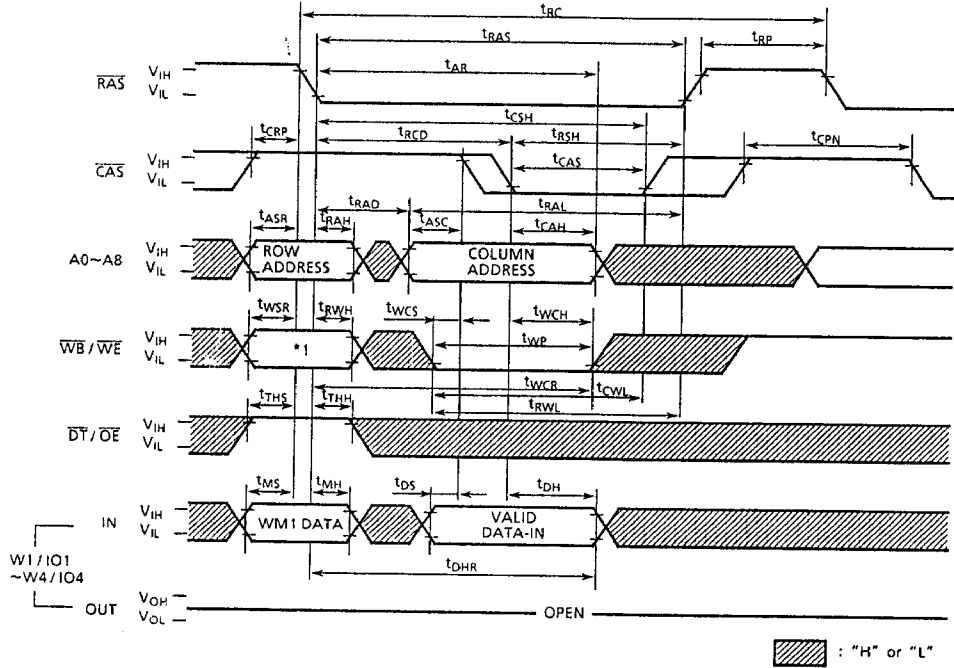 tRC
tRAS
tRP
tAR
RAS
VIH
VIL
tCSH
tCRP
tRCD
tRSH
tCPN
CAS
VIH
VIL
tCAS
tRAD
tRAL
tASR
tRAH
tASC
tCAH
A0~A8
VIH
VIL
ROW
ADDRESS
COLUMN
ADDRESS
tWSR
tRWH
tWCS
tWCH
tWP
WB / WE
VIH
VIL
*1
tWCR
tCWL
tRWL
tTHS
tTHH
DT / OE
VIH
VIL
tMS
tMH
tDS
tDH
IN
VIH
VIL
WM1 DATA
VALID
DATA-IN
W1/IO1
~W4/IO4
tDHR
OUT
VOH
VOL
OPEN
: "H" or "L"